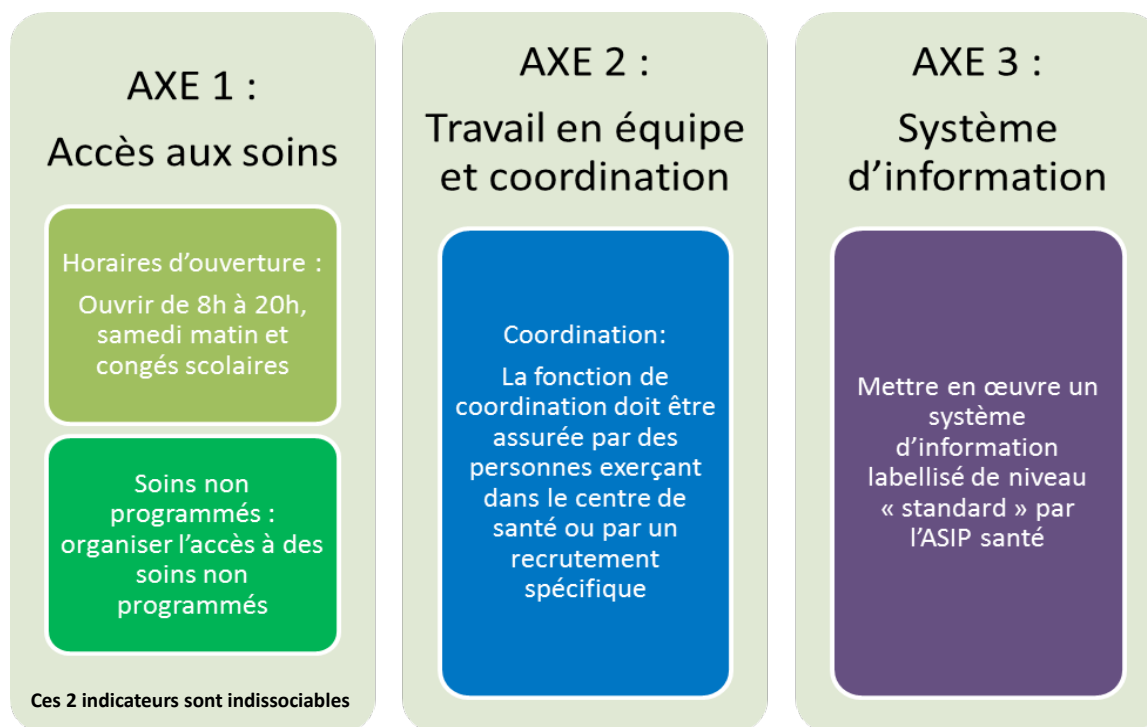 AXE 1 :
Accès aux soins
Horaires d’ouverture :
Ouvrir de 8h à 20h,
samedi matin et
congés scolaires
Soins non
programmés :
organiser l’accès à des
soins non
programmés
Ces 2 indicateurs sont indissociables
AXE 2 :
Travail en équipe
et coordination
Coordination:
La fonction de
coordination doit être
assurée par des
personnes exerçant
dans le centre de
santé ou par un
recrutement
spécifique
AXE 3 :
Système
d’information
Mettre en œuvre un
système
d’information
labellisé de niveau
« standard » par
l’ASIP santé